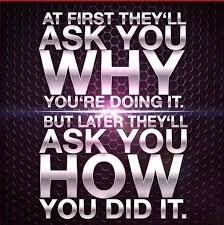 AT FIRST THEY'LL
ASK YOU
WHY
YOU'RE DOING IT.
BUT LATER THEY'LL
ASK YOU
HOW
YOU DID IT.